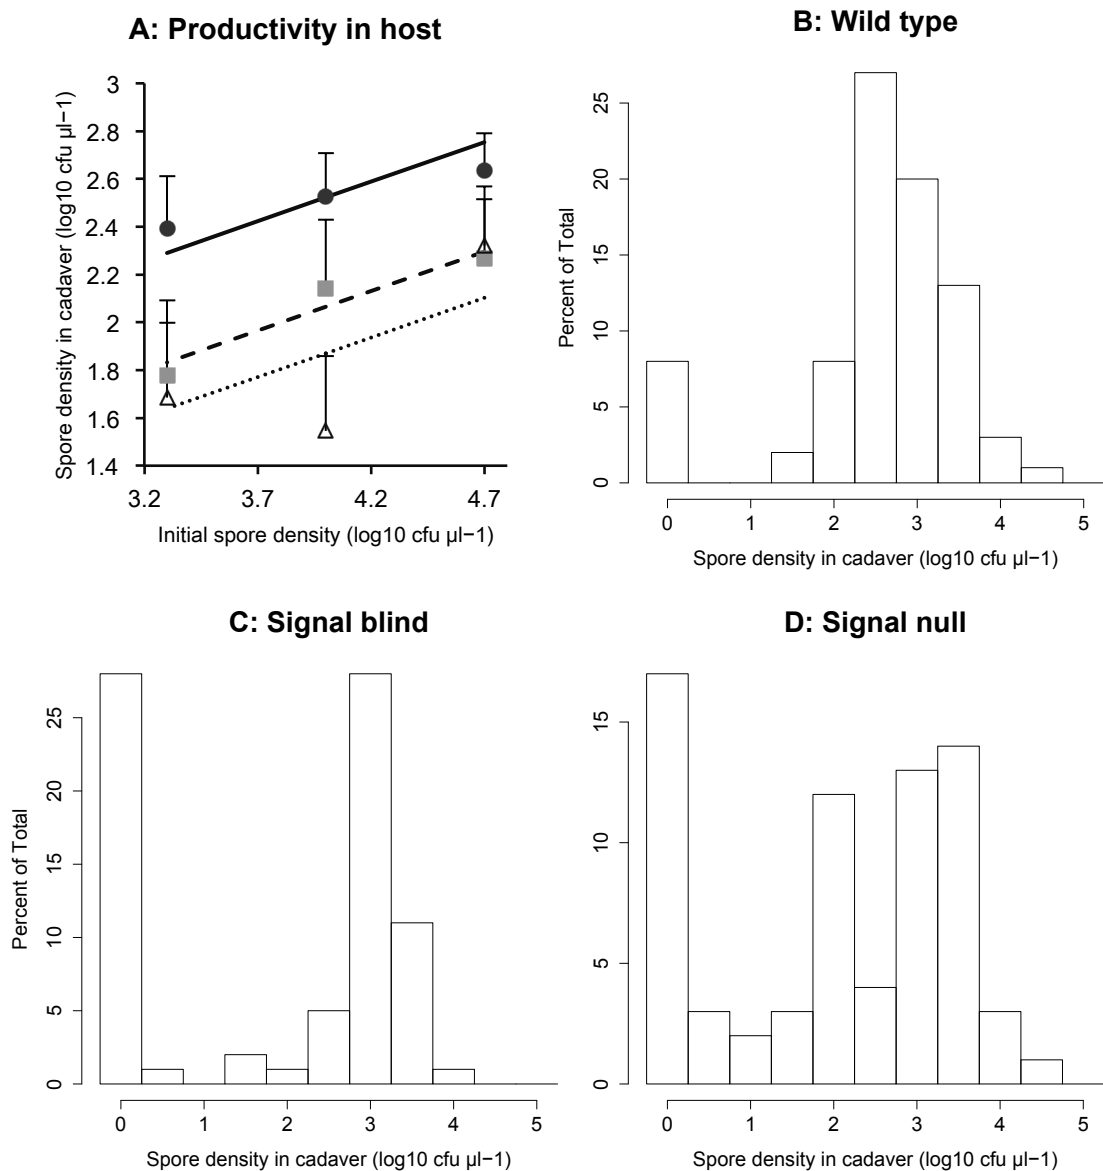 A: Productivity in host
Spore density in cadaver (log10 cfu µl−1)
3
2.8
2.6
2.4
2.2
2
1.8
1.6
1.4
3.2 3.7 4.2 4.7
Initial spore density (log10 cfu µl−1)
B: Wild type
Percent of Total
25
20
15
10
5
0
0 1 2 3 4 5
Spore density in cadaver (log10 cfu µl−1)
C: Signal blind
Percent of Total
25
20
15
10
5
0
0 1 2 3 4 5
Spore density in cadaver (log10 cfu µl−1)
D: Signal null
15
10
5
0
0 1 2 3 4 5
Spore density in cadaver (log10 cfu µl−1)